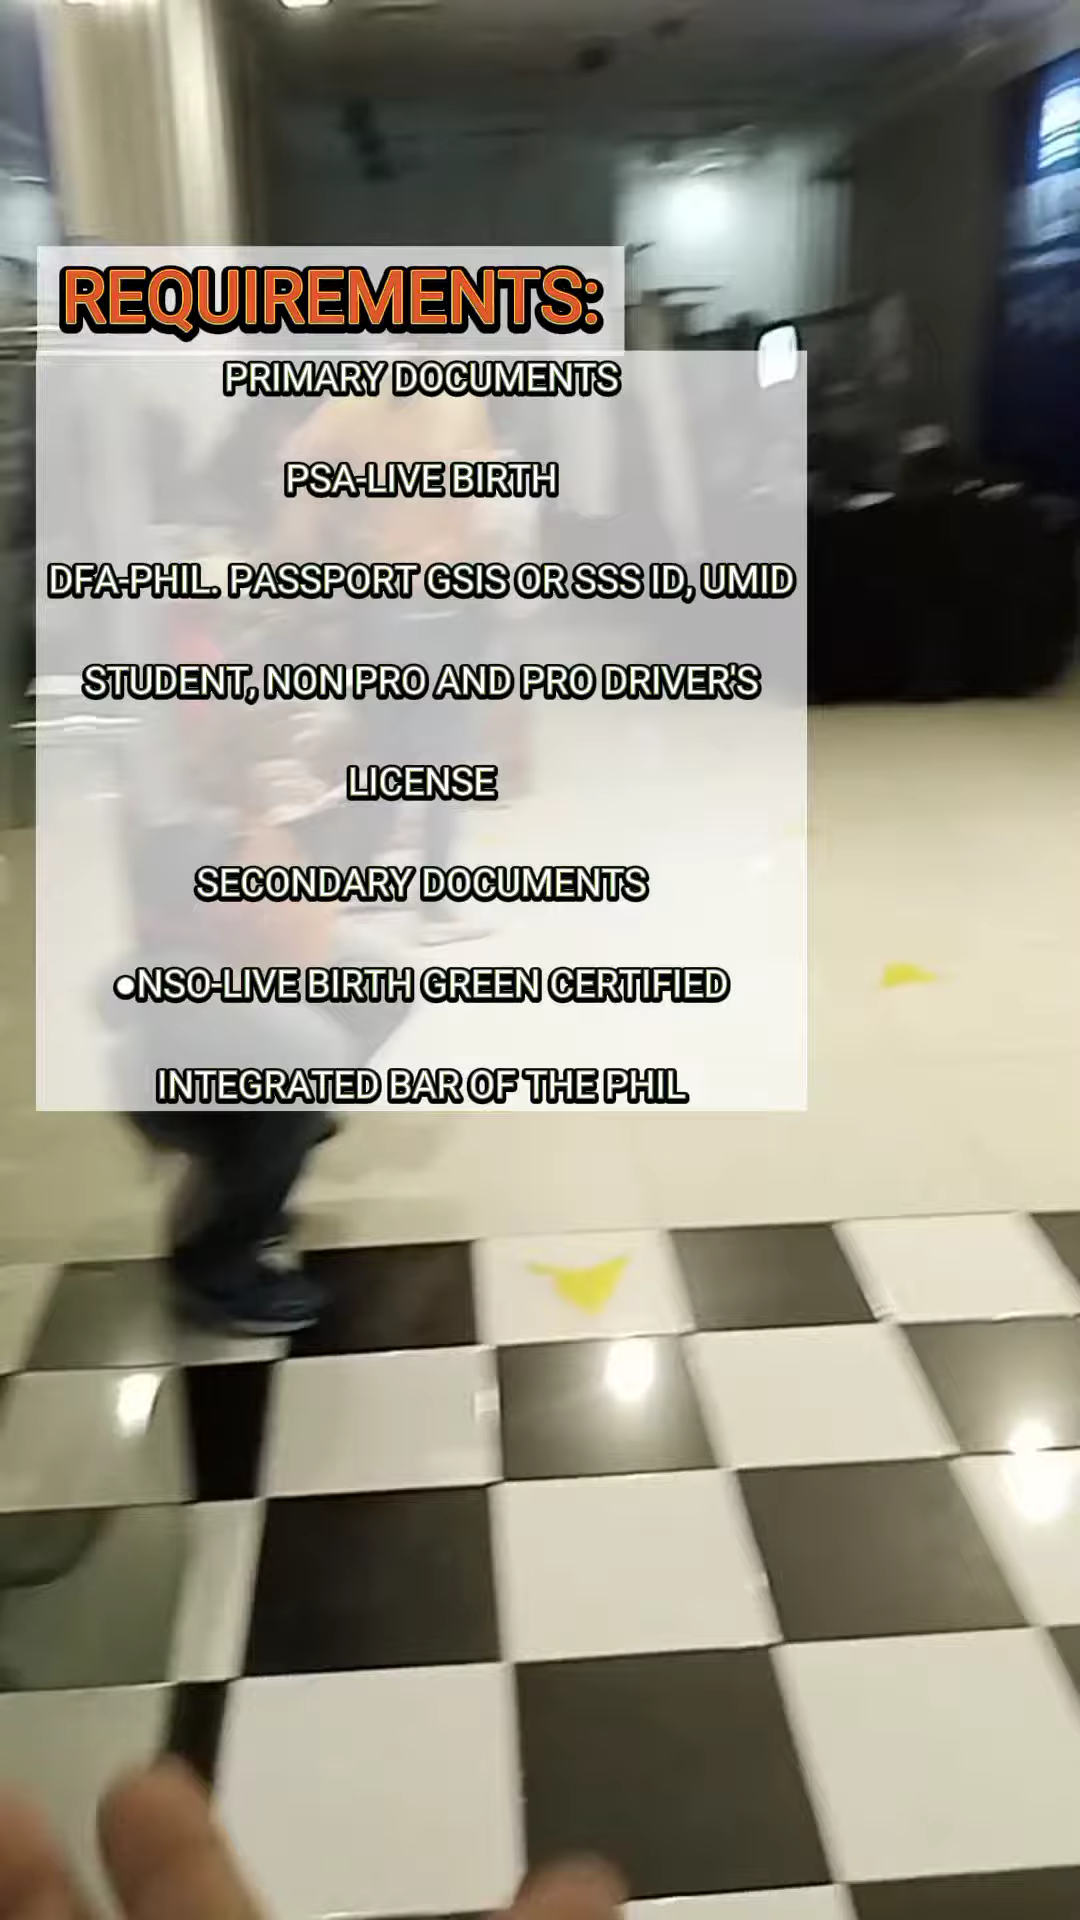 REQUIREMENTS:
PRIMARY DOCUMENTS
PSA-LIVE BIRTH
DFA-PHIL. PASSPORT GSIS OR SSS ID, UMID
STUDENT, NON PRO AND PRO DRIVER'S
LICENSE
SECONDARY DOCUMENTS
●NSO-LIVE BIRTH GREEN CERTIFIED
INTEGRATED BAR OF THE PHIL